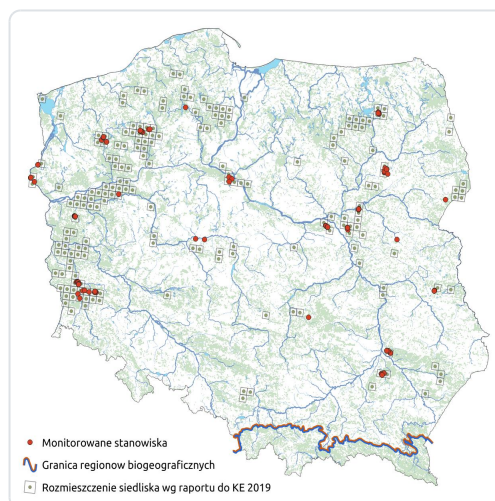 Monitorowane stanowiska
Granica regionow biogeograficznych
Rozmieszczenie siedliska wg raportu do KE 2019